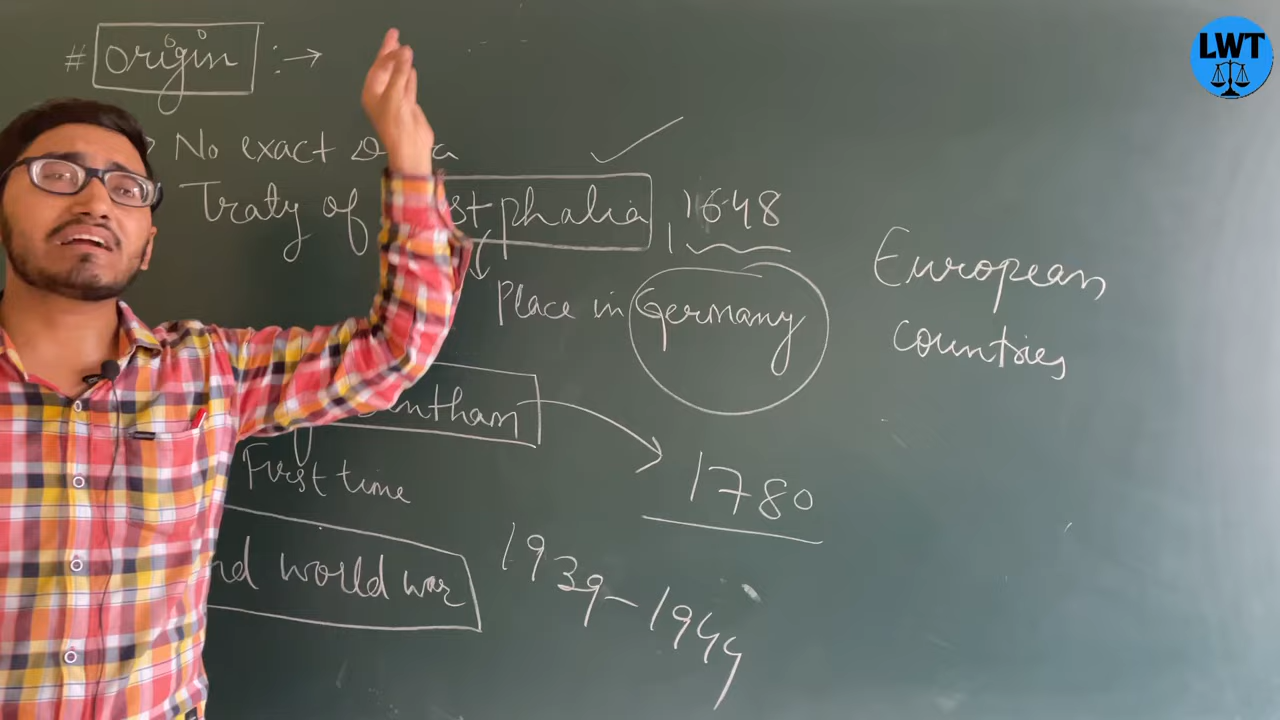 # origin :→
No exact
Traty of stphalia 1648
Place in Germany
European
countries
ntham
1780
First time
nd world war
1939-1944
LWT